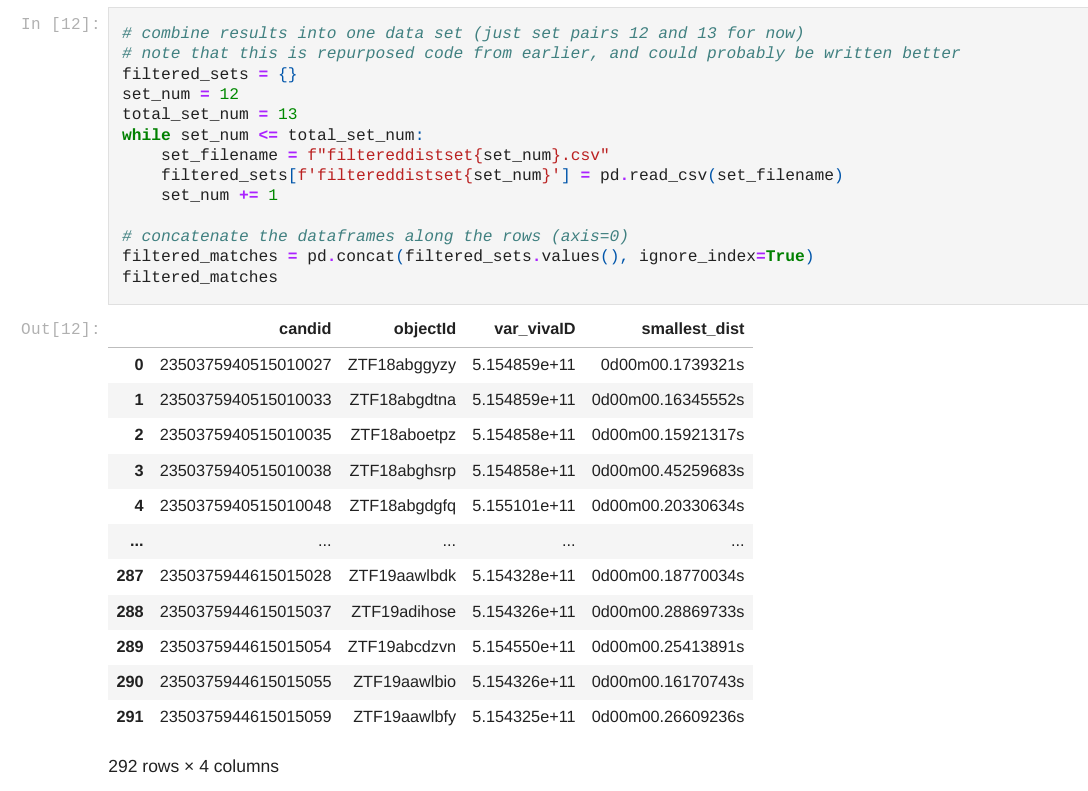 In [12]:
# combine results into one data set (just set pairs 12 and 13 for now)
# note that this is repurposed code from earlier, and could probably be written better
filtered_sets = {}
set_num = 12
total_set_num = 13
while set_num <= total_set_num:
    set_filename = f"filtereddistset{set_num}.csv"
    filtered_sets[f'filtereddistset{set_num}'] = pd.read_csv(set_filename)
    set_num += 1

# concatenate the dataframes along the rows (axis=0)
filtered_matches = pd.concat(filtered_sets.values(), ignore_index=True)
filtered_matches
Out[12]:
candid objectId var_vivaID smallest_dist
0 2350375940515010027 ZTF18abggyzy 5.154859e+11 0d00m00.1739321s
1 2350375940515010033 ZTF18abgdtna 5.154859e+11 0d00m00.16345552s
2 2350375940515010035 ZTF18aboetpz 5.154858e+11 0d00m00.15921317s
3 2350375940515010038 ZTF18abghsrp 5.154858e+11 0d00m00.45259683s
4 2350375940515010048 ZTF18abgdgfq 5.155101e+11 0d00m00.20330634s
... ... ... ... ...
287 2350375944615015028 ZTF19aawlbdk 5.154328e+11 0d00m00.18770034s
288 2350375944615015037 ZTF19adihose 5.154326e+11 0d00m00.28869733s
289 2350375944615015054 ZTF19abcdzvn 5.154550e+11 0d00m00.25413891s
290 2350375944615015055 ZTF19aawlbio 5.154326e+11 0d00m00.16170743s
291 2350375944615015059 ZTF19aawlbfy 5.154325e+11 0d00m00.26609236s
292 rows × 4 columns